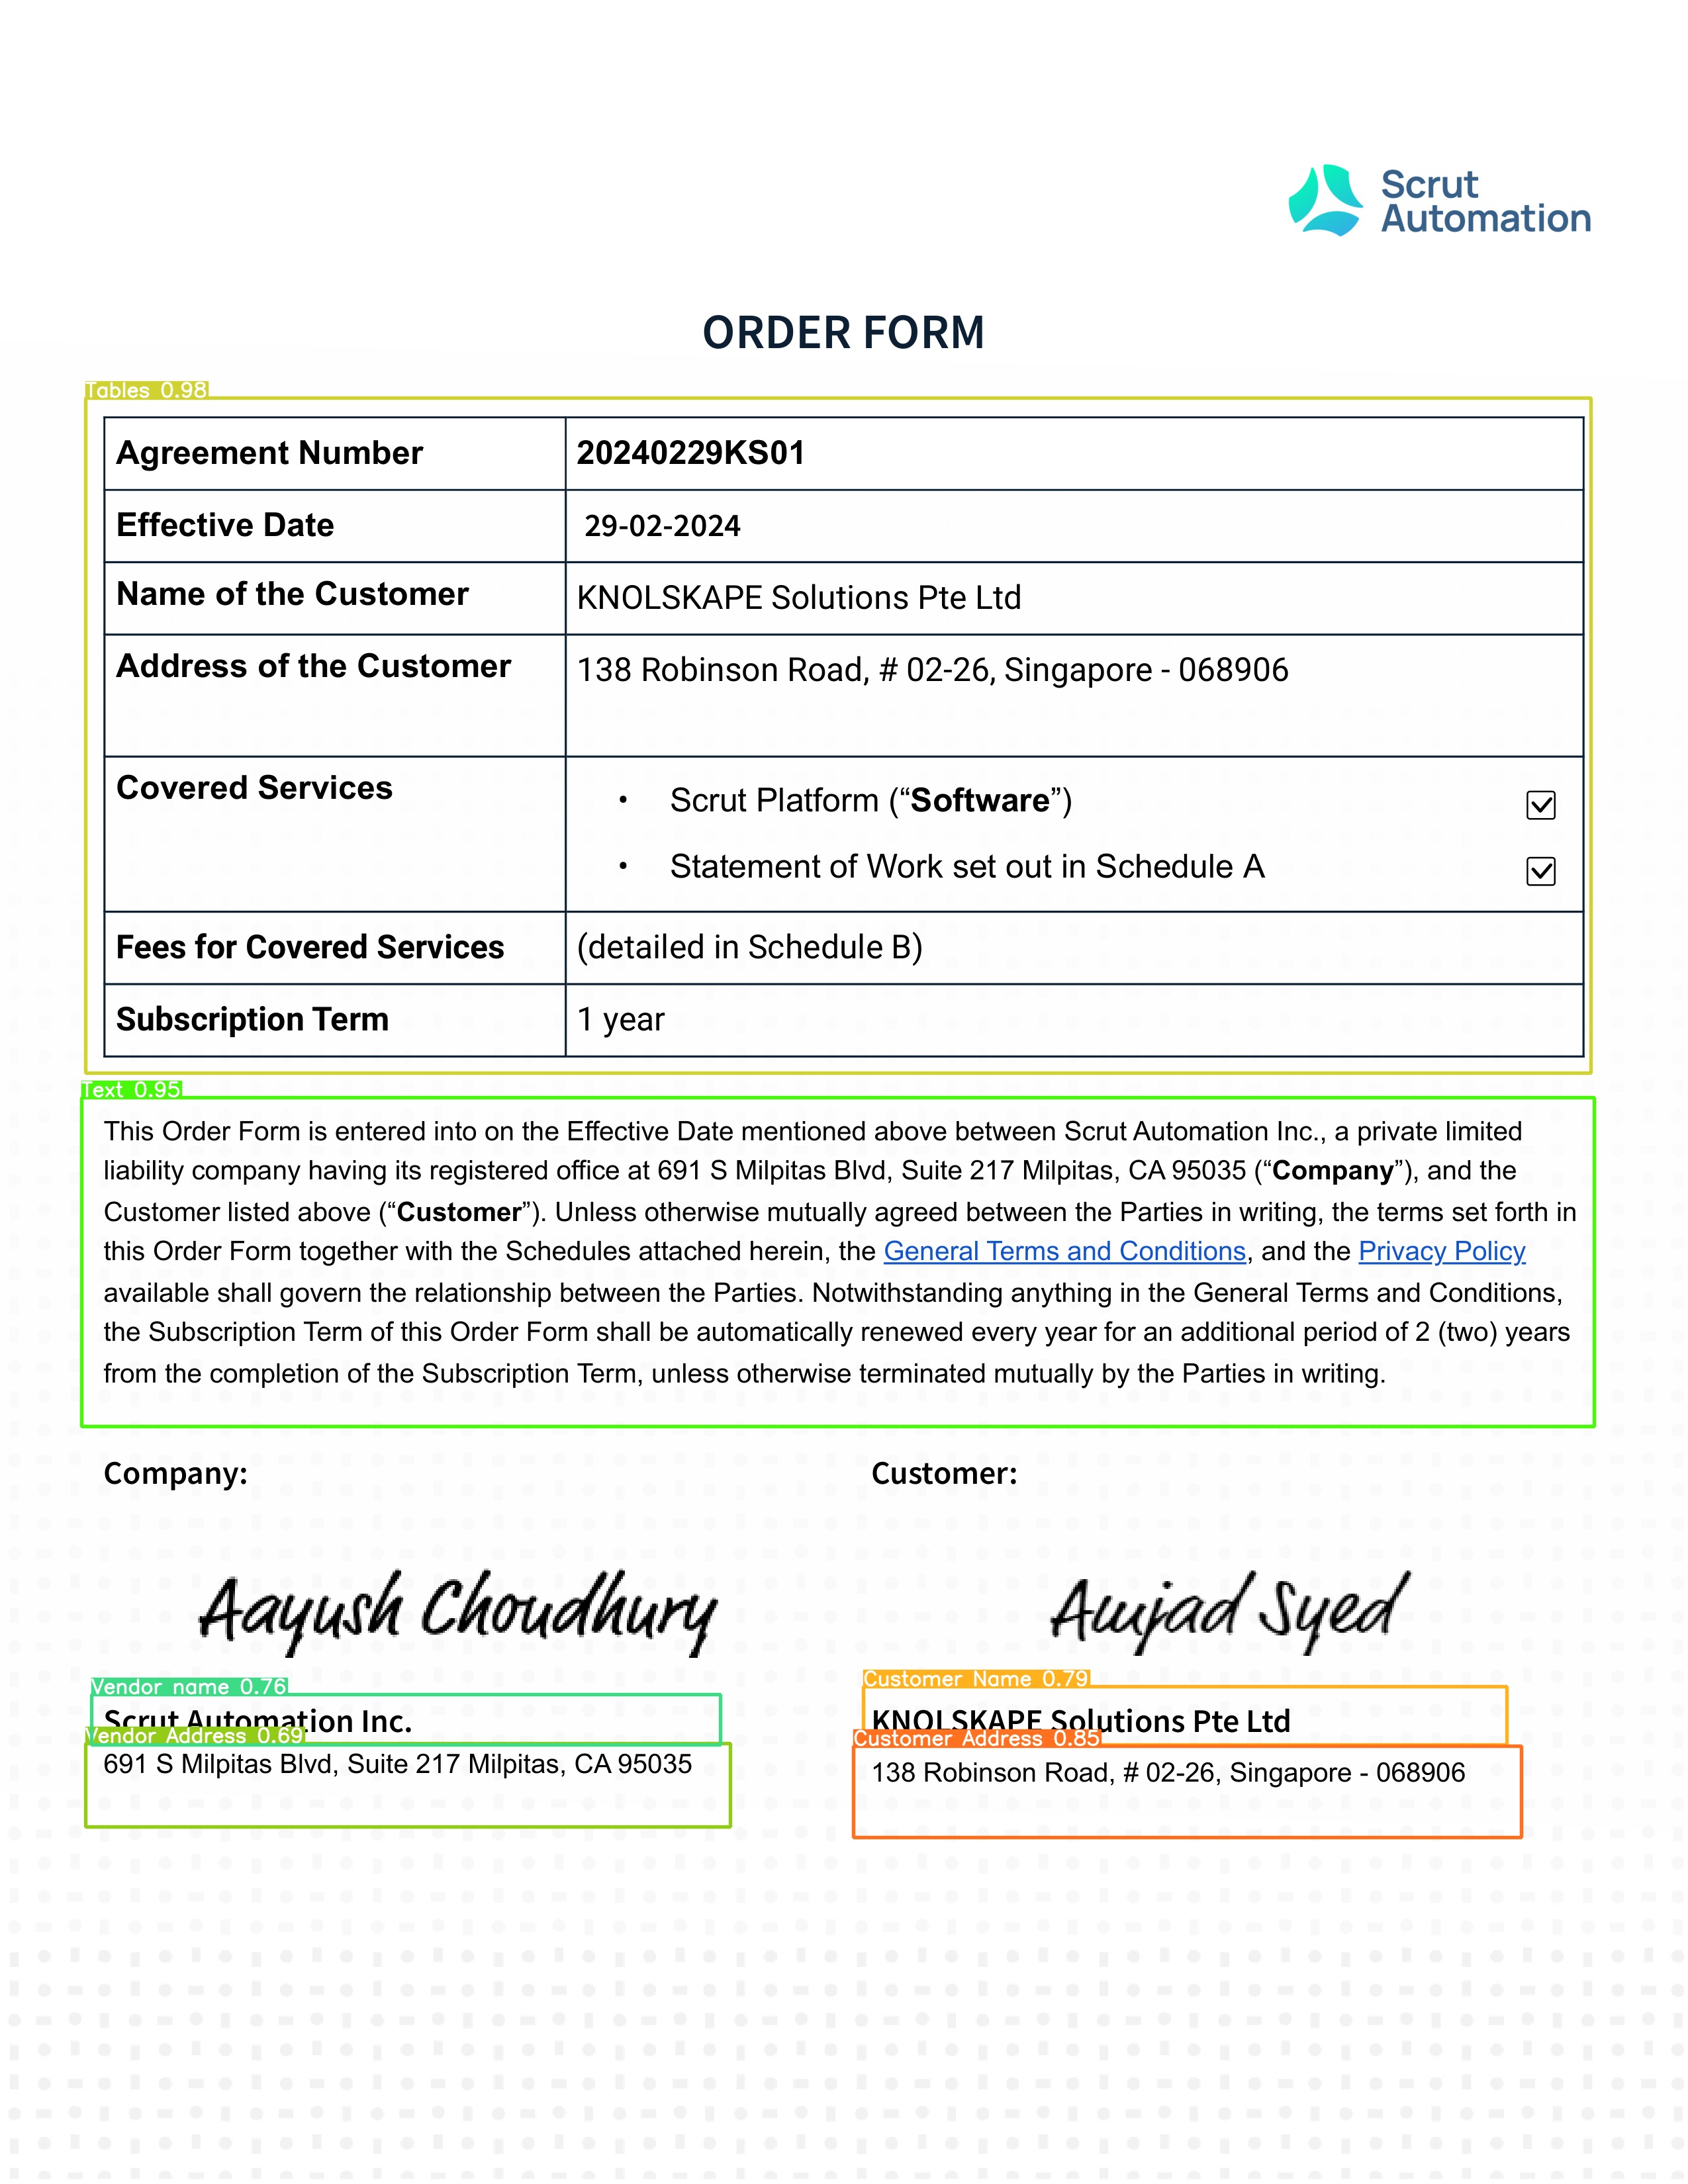 Scrut
Automation
ORDER FORM
Tables 0.98
Agreement Number 20240229KS01
Effective Date 29-02-2024
Name of the Customer KNOLSKAPE Solutions Pte Ltd
Address of the Customer 138 Robinson Road, # 02-26, Singapore - 068906
Covered Services
• Scrut Platform (“Software”) ☑
• Statement of Work set out in Schedule A ☑
Fees for Covered Services (detailed in Schedule B)
Subscription Term 1 year
Text 0.95
This Order Form is entered into on the Effective Date mentioned above between Scrut Automation Inc., a private limited
liability company having its registered office at 691 S Milpitas Blvd, Suite 217 Milpitas, CA 95035 (“Company”), and the
Customer listed above (“Customer”). Unless otherwise mutually agreed between the Parties in writing, the terms set forth in
this Order Form together with the Schedules attached herein, the General Terms and Conditions, and the Privacy Policy
available shall govern the relationship between the Parties. Notwithstanding anything in the General Terms and Conditions,
the Subscription Term of this Order Form shall be automatically renewed every year for an additional period of 2 (two) years
from the completion of the Subscription Term, unless otherwise terminated mutually by the Parties in writing.
Company: Customer:
Aayush Choudhury Amjad Syed
Vendor name 0.76 Customer Name 0.79
Scrut Automation Inc. KNOLSKAPE Solutions Pte Ltd
Vendor Address 0.69 Customer Address 0.85
691 S Milpitas Blvd, Suite 217 Milpitas, CA 95035 138 Robinson Road, # 02-26, Singapore - 068906